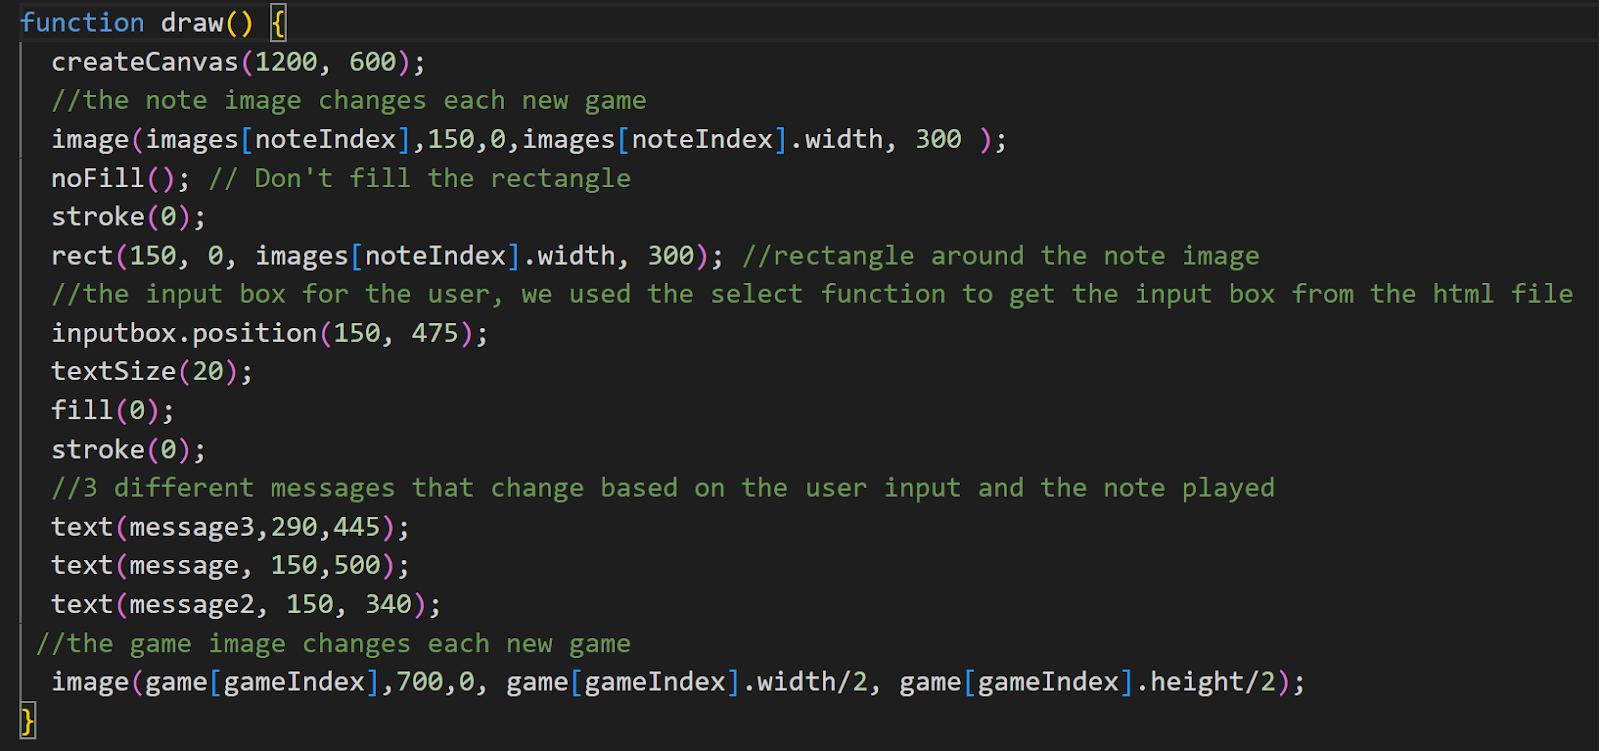 function draw() {
  createCanvas(1200, 600);
  //the note image changes each new game
  image(images[noteIndex],150,0,images[noteIndex].width, 300 );
  noFill(); // Don't fill the rectangle
  stroke(0);
  rect(150, 0, images[noteIndex].width, 300); //rectangle around the note image
  //the input box for the user, we used the select function to get the input box from the html file
  inputbox.position(150, 475);
  textSize(20);
  fill(0);
  stroke(0);
  //3 different messages that change based on the user input and the note played
  text(message3,290,445);
  text(message, 150,500);
  text(message2, 150, 340);
 //the game image changes each new game
  image(game[gameIndex],700,0, game[gameIndex].width/2, game[gameIndex].height/2);
}